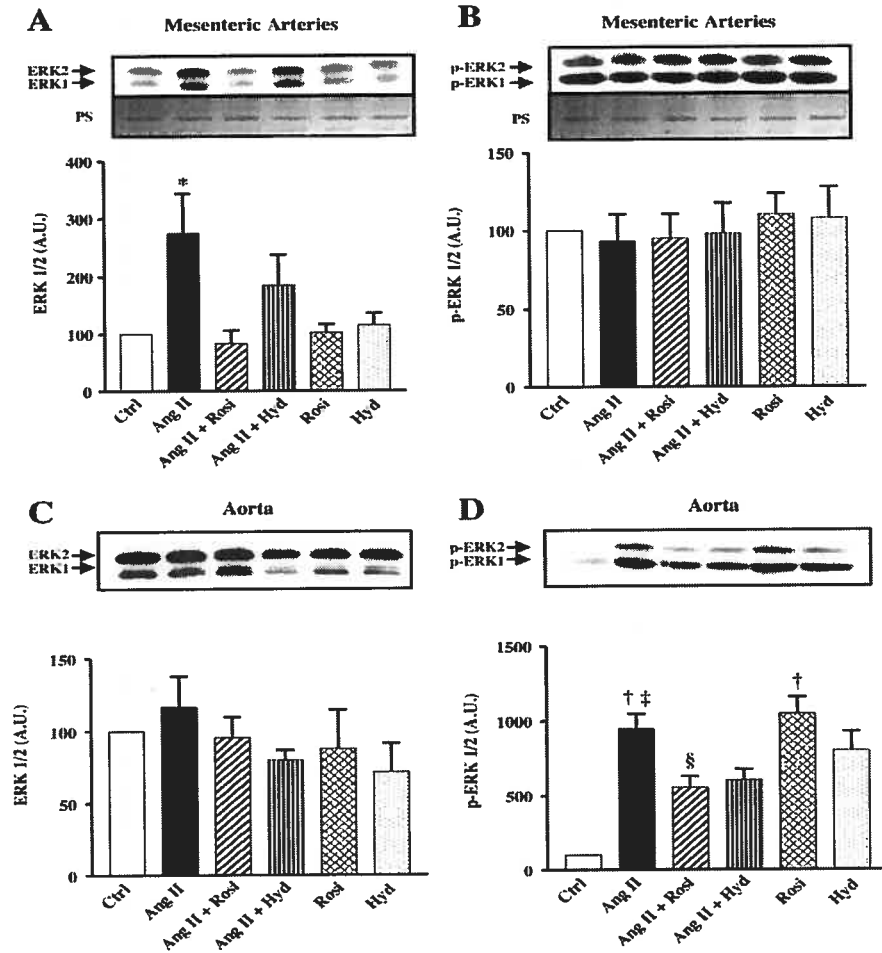 A
Mesenteric Arteries
ERK2
ERK1
PS
400
300
200
100
0
ERK 1/2 (A.U.)
*
Ctrl
Ang II
Ang II + Rosi
Ang II + Hyd
Rosi
Hyd
B
Mesenteric Arteries
p-ERK2
p-ERK1
PS
150
100
50
0
p-ERK 1/2 (A.U.)
Ctrl
Ang II
Ang II + Rosi
Ang II + Hyd
Rosi
Hyd
C
Aorta
ERK2
ERK1
150
100
50
0
ERK 1/2 (A.U.)
Ctrl
Ang II
Ang II + Rosi
Ang II + Hyd
Rosi
Hyd
D
Aorta
p-ERK2
p-ERK1
1500
1000
500
0
p-ERK 1/2 (A.U.)
† ‡
§
†
Ctrl
Ang II
Ang II + Rosi
Ang II + Hyd
Rosi
Hyd